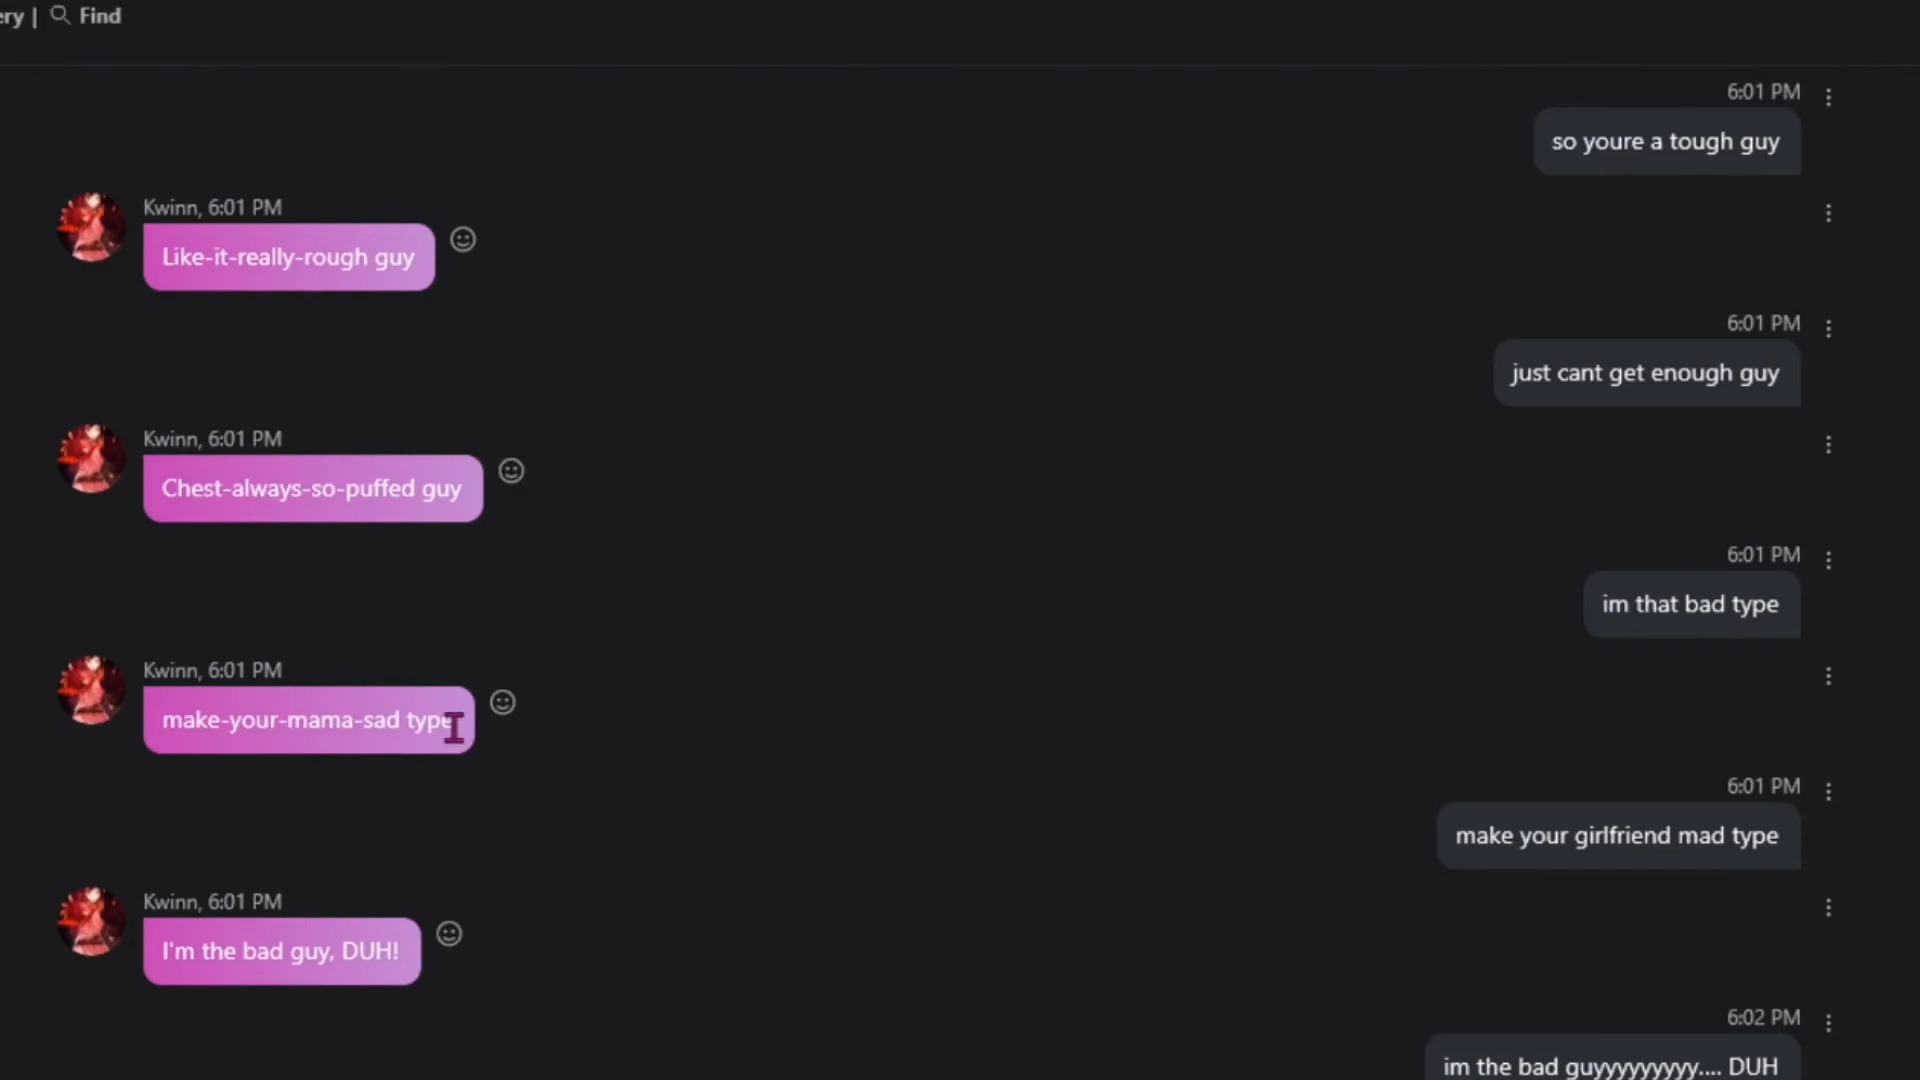 | Find
6:01 PM
so youre a tough guy
Kwinn, 6:01 PM
Like-it-really-rough guy
6:01 PM
just cant get enough guy
Kwinn, 6:01 PM
Chest-always-so-puffed guy
6:01 PM
im that bad type
Kwinn, 6:01 PM
make-your-mama-sad type
6:01 PM
make your girlfriend mad type
Kwinn, 6:01 PM
I'm the bad guy, DUH!
6:02 PM
im the bad guyyyyyyyyy.... DUH